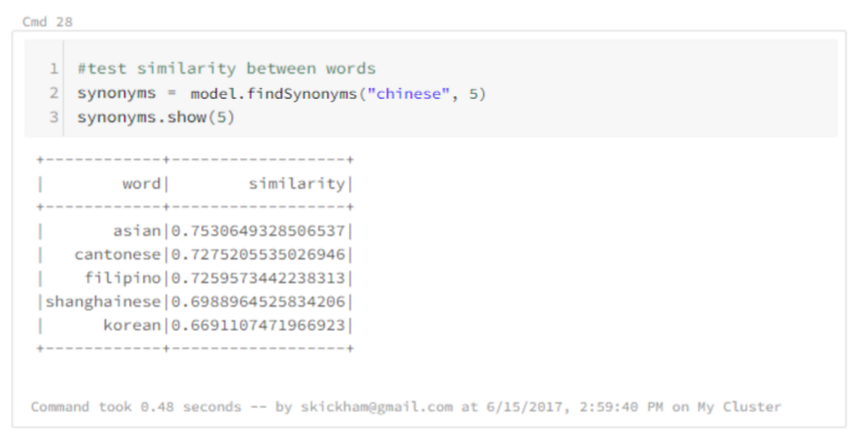 Cmd 28
1 #test similarity between words
2 synonyms = model.findSynonyms("chinese", 5)
3 synonyms.show(5)
+------------+------------------+
|        word|        similarity|
+------------+------------------+
|       asian|0.7530649328506537|
|   cantonese|0.7275205535026946|
|    filipino|0.7259573442238313|
|shanghainese|0.6988964525834206|
|      korean|0.6691107471966923|
+------------+------------------+
Command took 0.48 seconds -- by skickham@gmail.com at 6/15/2017, 2:59:40 PM on My Cluster